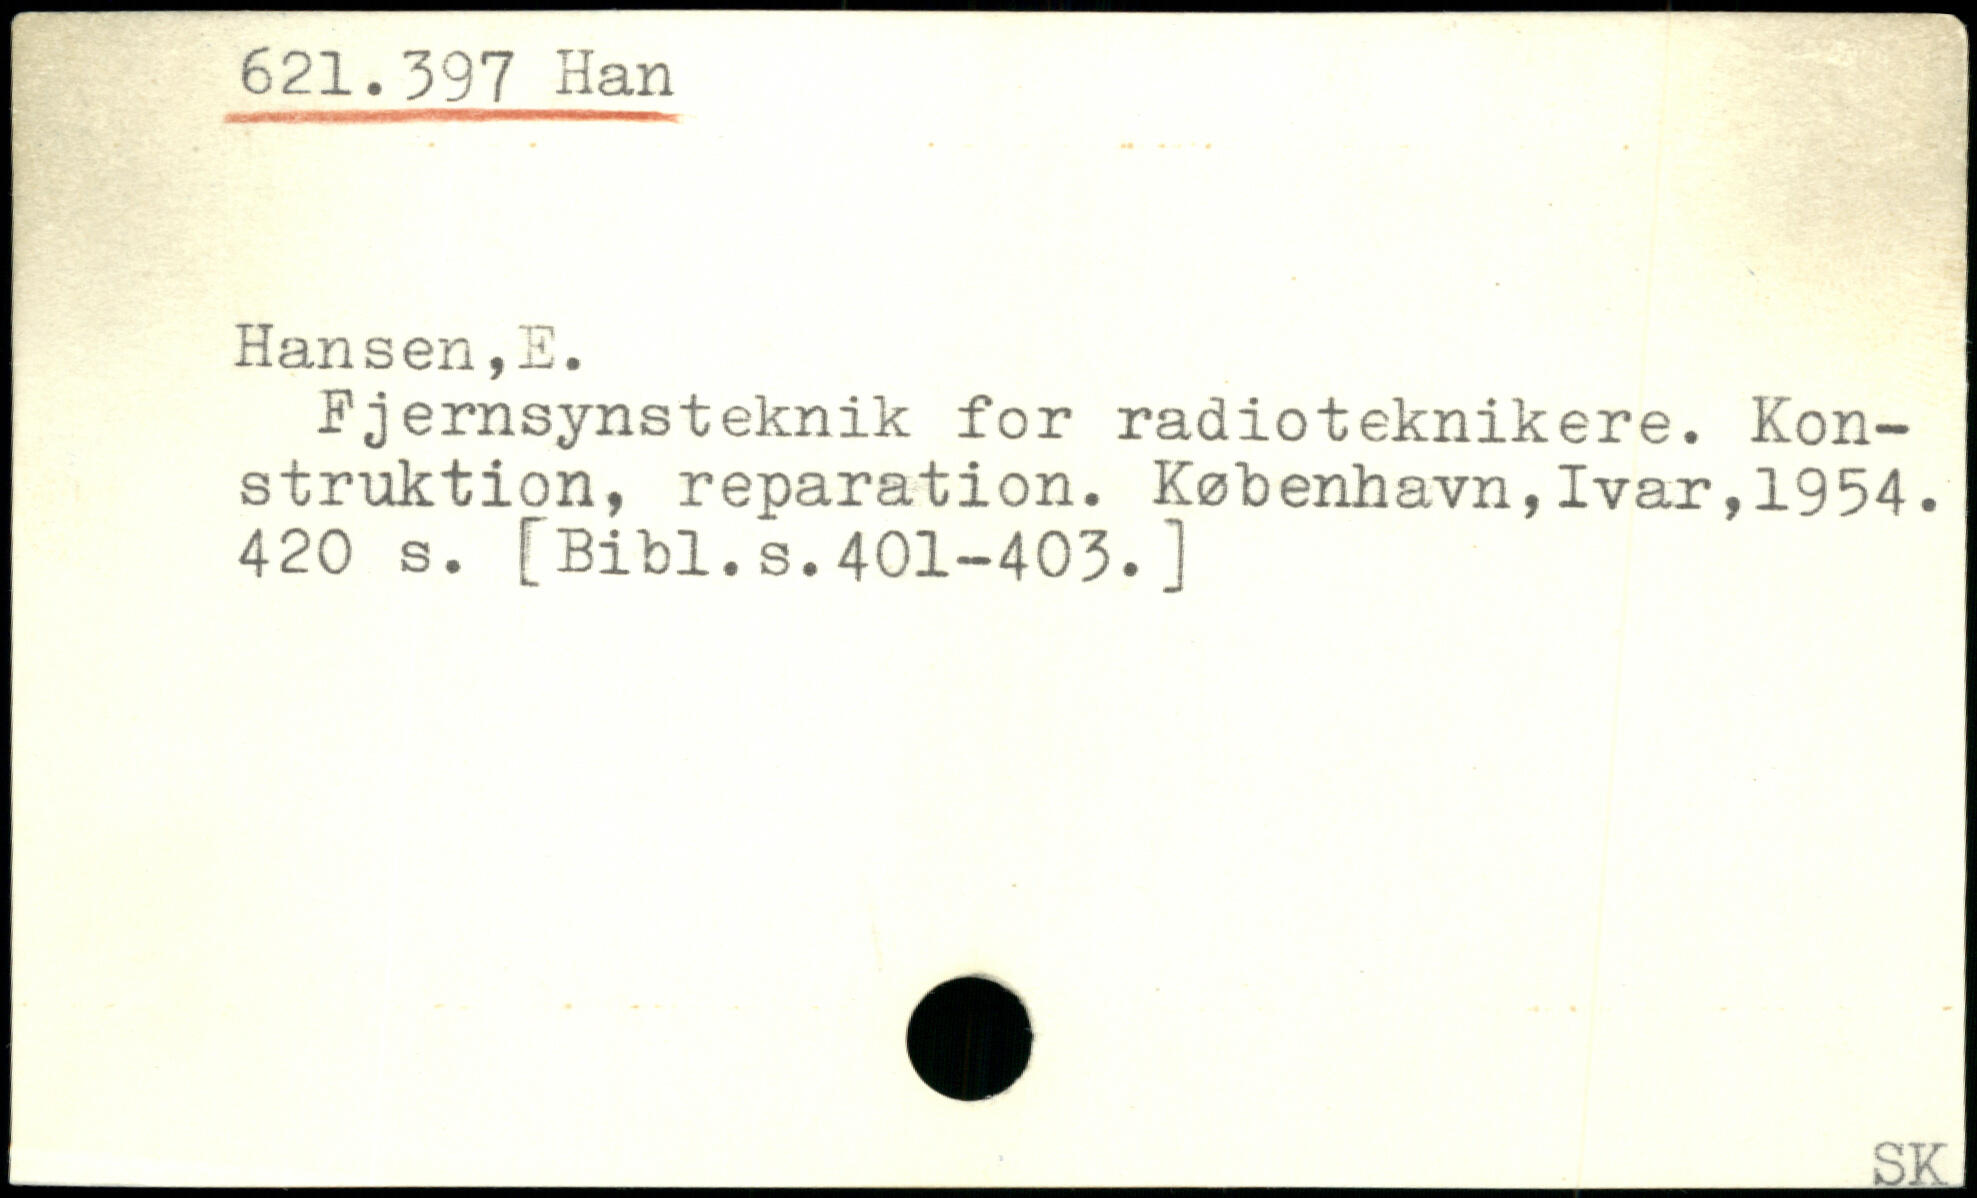 621.397 Han
Hansen,E.
Fjernsynsteknik for radioteknikere. Kon-
struktion, reparation. København,Ivar,1954.
420 s. [Bibl.s.401-403.]
SK